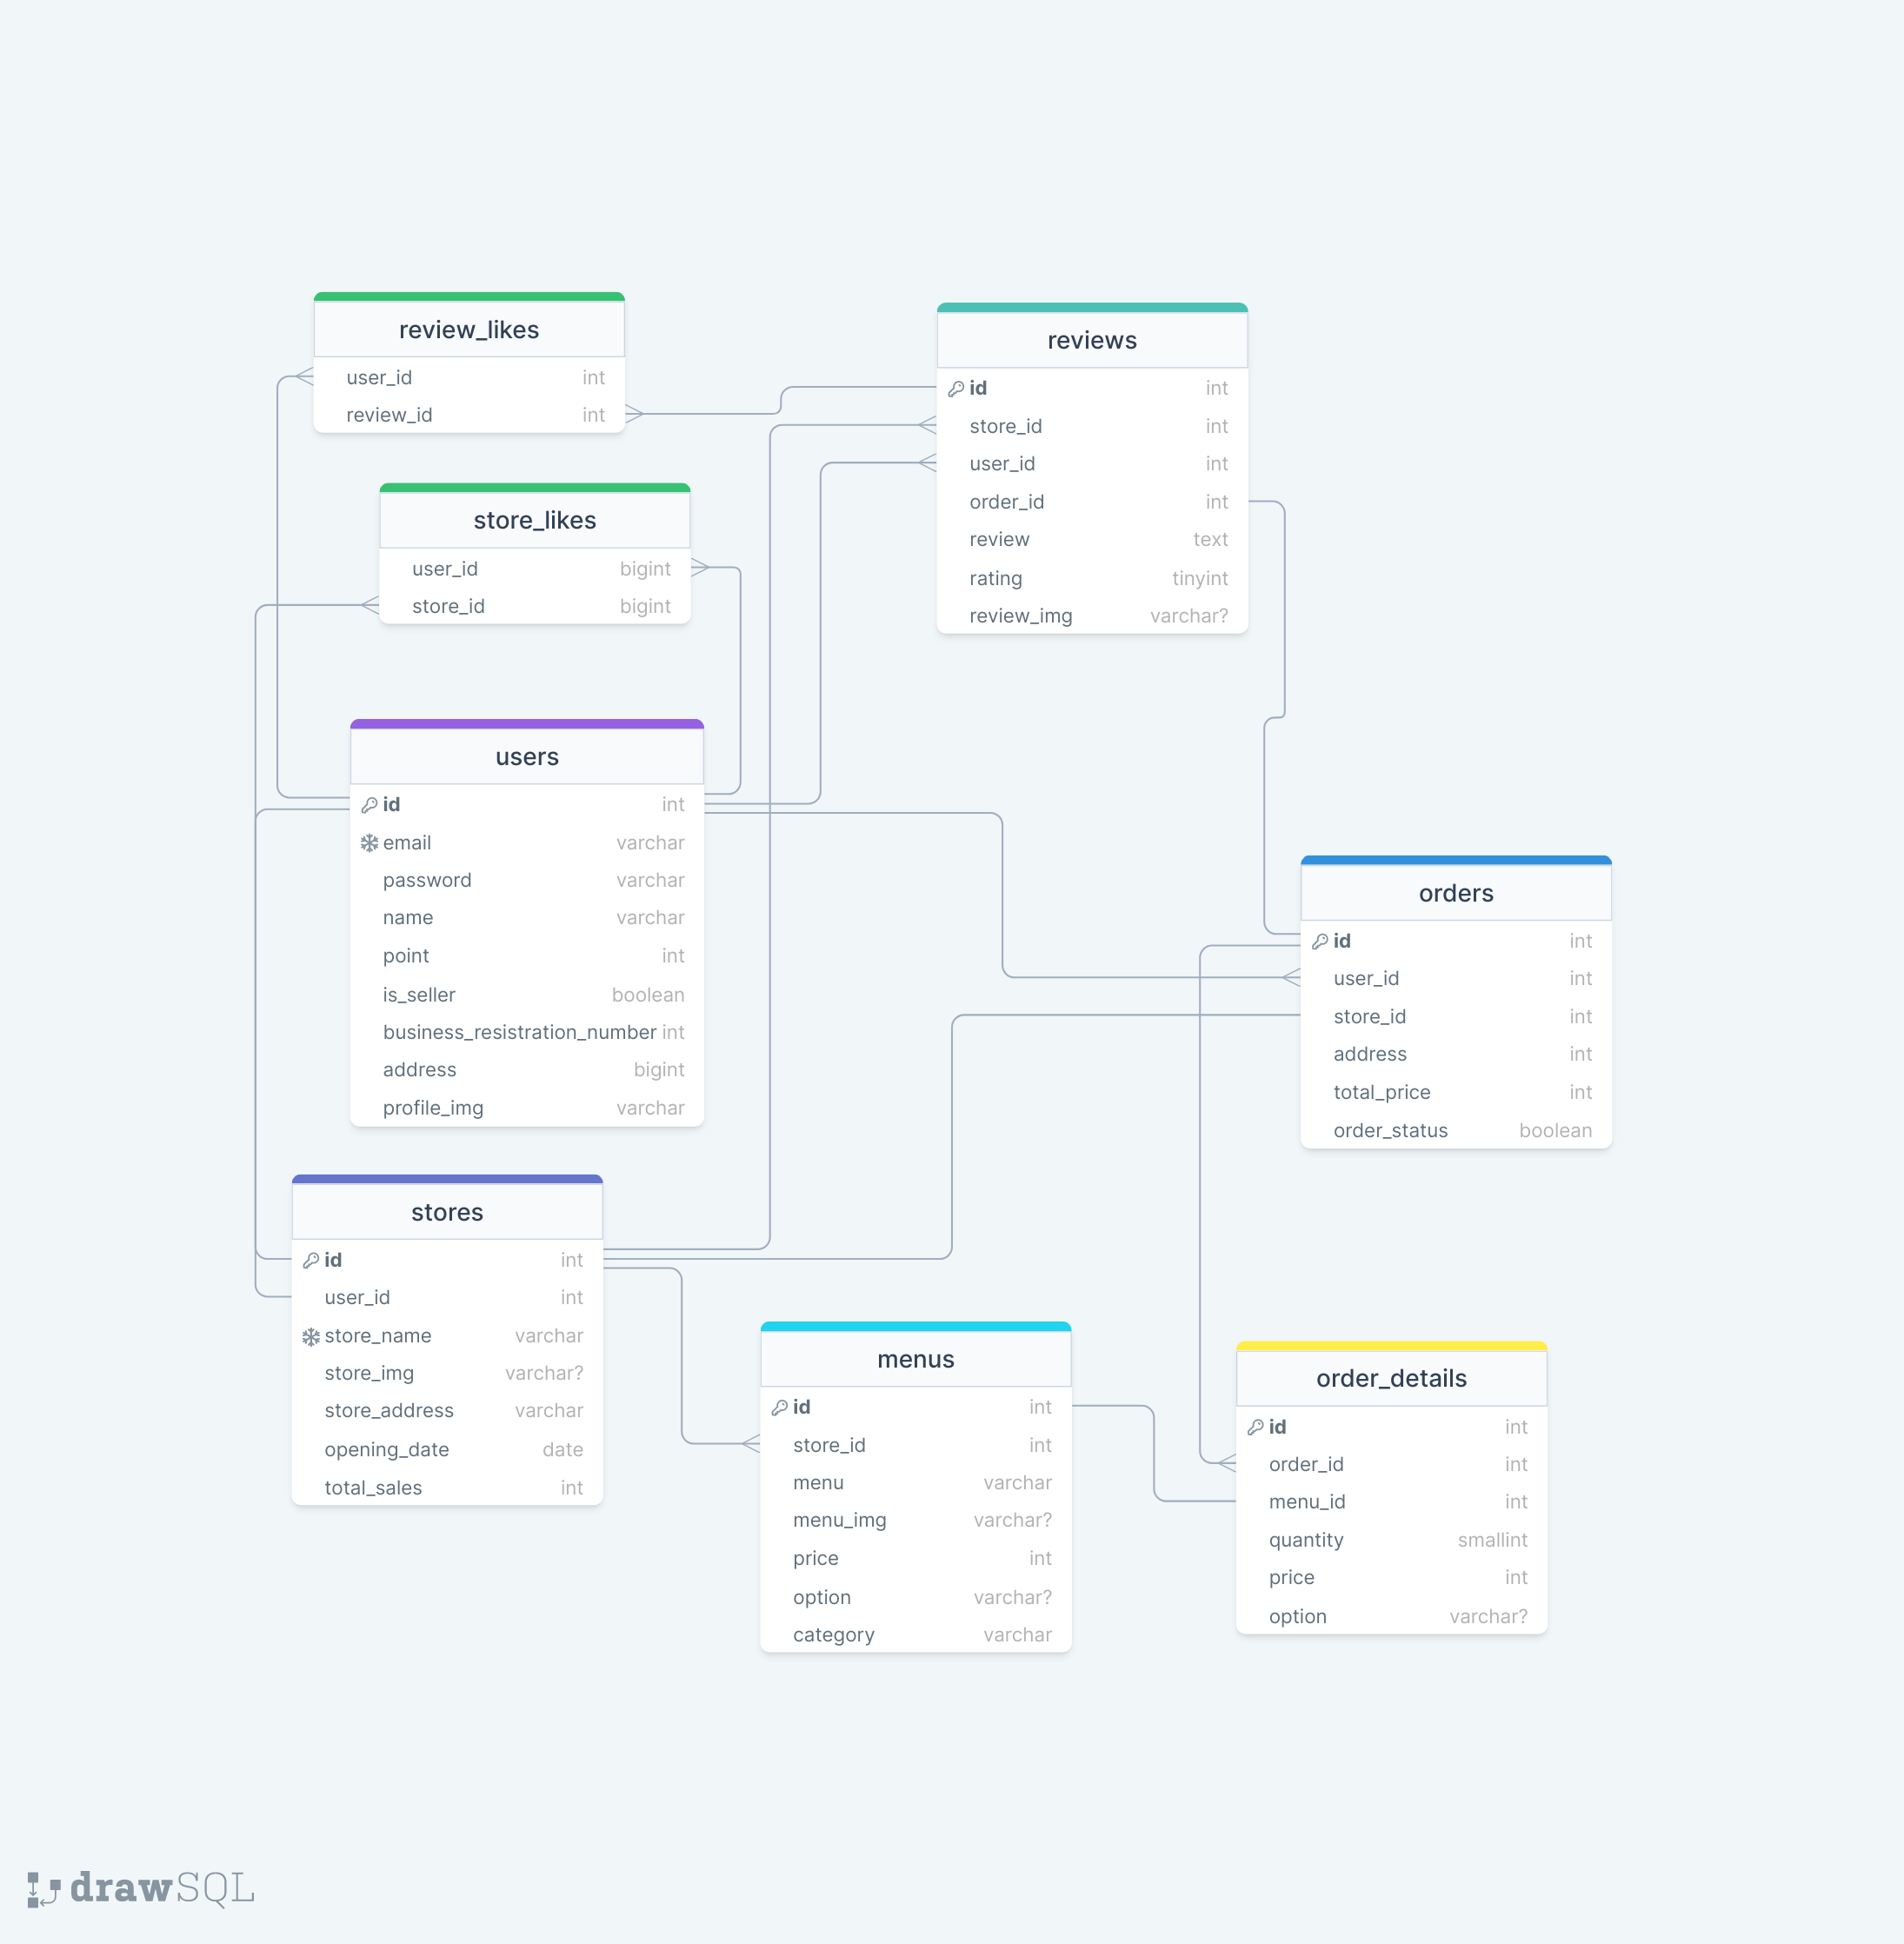 review_likes
user_id int
review_id int
reviews
id int
store_id int
user_id int
order_id int
review text
rating tinyint
review_img varchar?
store_likes
user_id bigint
store_id bigint
users
id int
email varchar
password varchar
name varchar
point int
is_seller boolean
business_resistration_number int
address bigint
profile_img varchar
orders
id int
user_id int
store_id int
address int
total_price int
order_status boolean
stores
id int
user_id int
store_name varchar
store_img varchar?
store_address varchar
opening_date date
total_sales int
menus
id int
store_id int
menu varchar
menu_img varchar?
price int
option varchar?
category varchar
order_details
id int
order_id int
menu_id int
quantity smallint
price int
option varchar?
drawSQL